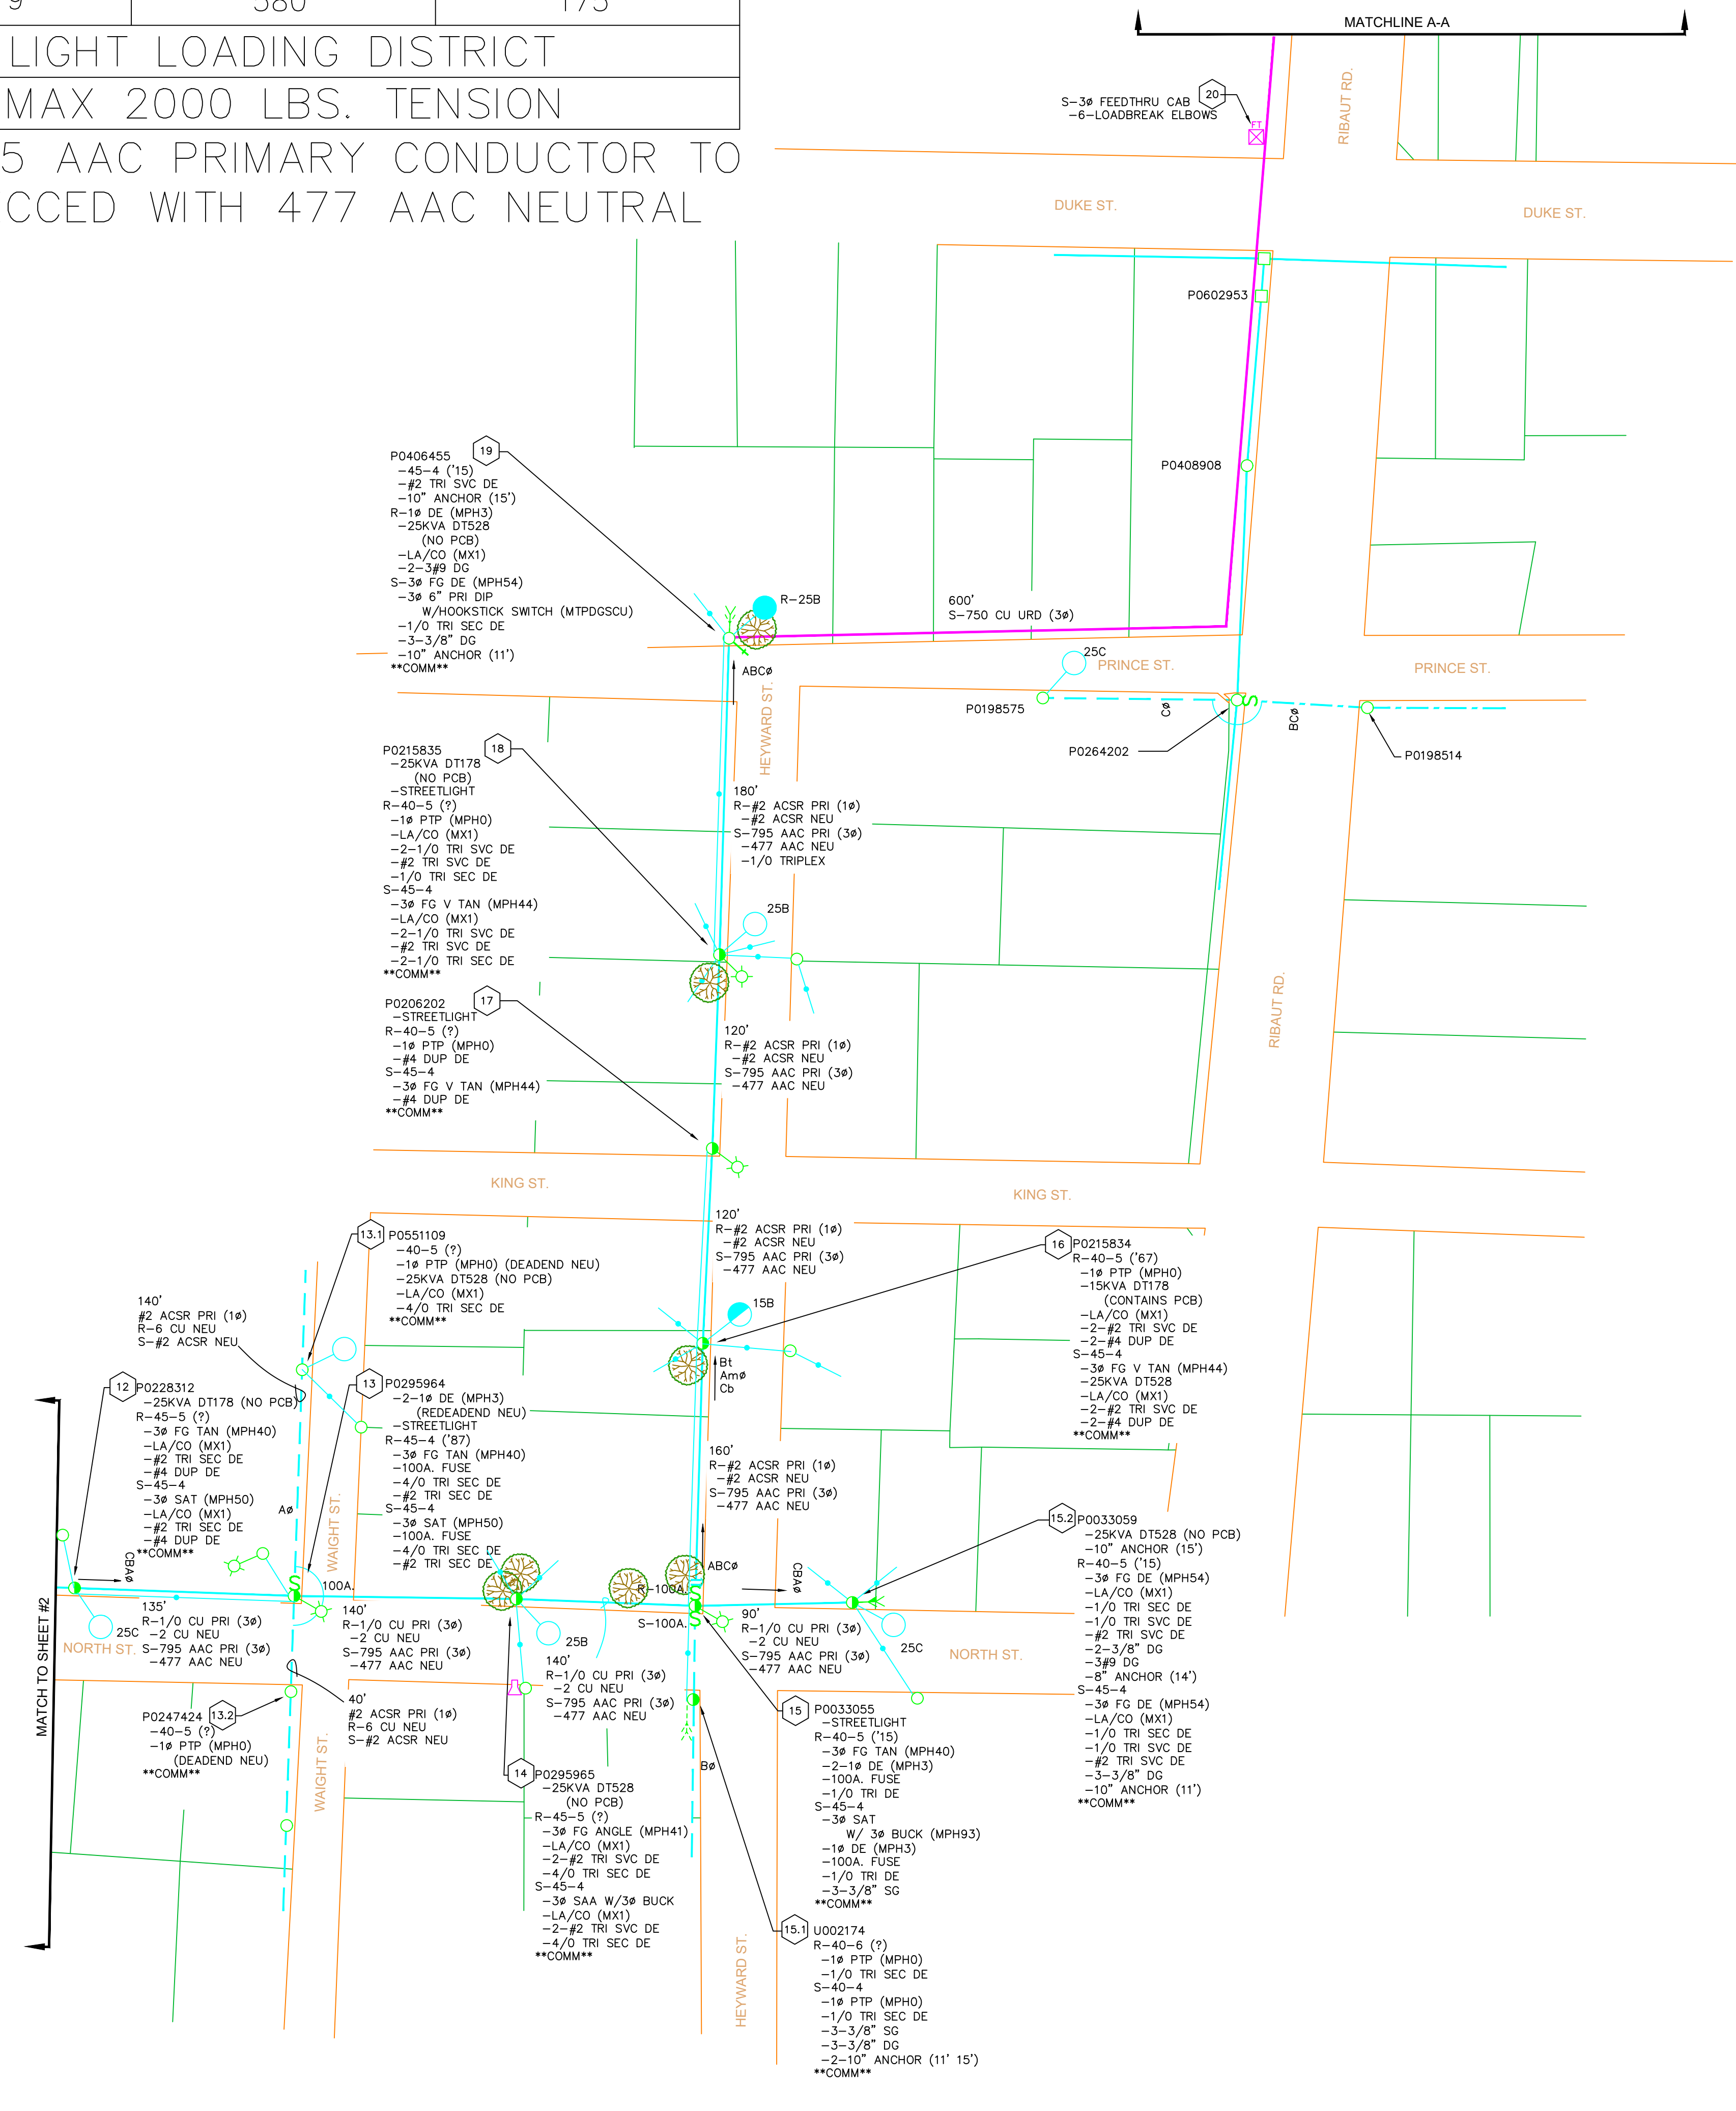 9 380 175
LIGHT LOADING DISTRICT
MAX 2000 LBS. TENSION
5 AAC PRIMARY CONDUCTOR TO
CCED WITH 477 AAC NEUTRAL
MATCHLINE A-A
RIBAUT RD.
20
S-3ø FEEDTHRU CAB
-6-LOADBREAK ELBOWS
FT
DUKE ST.
DUKE ST.
P0602953
P0408908
19
P0406455
-45-4 ('15)
-#2 TRI SVC DE
-10" ANCHOR (15')
R-1ø DE (MPH3)
-25KVA DT528
(NO PCB)
-LA/CO (MX1)
-2-3#9 DG
S-3ø FG DE (MPH54)
-3ø 6" PRI DIP
W/HOOKSTICK SWITCH (MTPDGSCU)
-1/0 TRI SEC DE
-3-3/8" DG
-10" ANCHOR (11')
**COMM**
R-25B
600'
S-750 CU URD (3ø)
ABCø
25C
PRINCE ST.
PRINCE ST.
HEYWARD ST.
P0198575
Cø
S
BCø
P0264202
P0198514
18
P0215835
-25KVA DT178
(NO PCB)
-STREETLIGHT
R-40-5 (?)
-1ø PTP (MPH0)
-LA/CO (MX1)
-2-1/0 TRI SVC DE
-#2 TRI SVC DE
-1/0 TRI SEC DE
S-45-4
-3ø FG V TAN (MPH44)
-LA/CO (MX1)
-2-1/0 TRI SVC DE
-#2 TRI SVC DE
-2-1/0 TRI SEC DE
**COMM**
180'
R-#2 ACSR PRI (1ø)
-#2 ACSR NEU
S-795 AAC PRI (3ø)
-477 AAC NEU
-1/0 TRIPLEX
25B
17
P0206202
-STREETLIGHT
R-40-5 (?)
-1ø PTP (MPH0)
-#4 DUP DE
S-45-4
-3ø FG V TAN (MPH44)
-#4 DUP DE
**COMM**
120'
R-#2 ACSR PRI (1ø)
-#2 ACSR NEU
S-795 AAC PRI (3ø)
-477 AAC NEU
RIBAUT RD.
KING ST.
KING ST.
120'
R-#2 ACSR PRI (1ø)
-#2 ACSR NEU
S-795 AAC PRI (3ø)
-477 AAC NEU
13.1
P0551109
-40-5 (?)
-1ø PTP (MPH0) (DEADEND NEU)
-25KVA DT528 (NO PCB)
-LA/CO (MX1)
-4/0 TRI SEC DE
**COMM**
16
P0215834
R-40-5 ('67)
-1ø PTP (MPH0)
-15KVA DT178
(CONTAINS PCB)
-LA/CO (MX1)
-2-#2 TRI SVC DE
-2-#4 DUP DE
S-45-4
-3ø FG V TAN (MPH44)
-25KVA DT528
-LA/CO (MX1)
-2-#2 TRI SVC DE
-2-#4 DUP DE
**COMM**
15B
Bt
Amø
Cb
140'
#2 ACSR PRI (1ø)
R-6 CU NEU
S-#2 ACSR NEU
12
P0228312
-25KVA DT178 (NO PCB)
R-45-5 (?)
-3ø FG TAN (MPH40)
-LA/CO (MX1)
-#2 TRI SEC DE
-#4 DUP DE
S-45-4
-3ø SAT (MPH50)
-LA/CO (MX1)
-#2 TRI SEC DE
-#4 DUP DE
**COMM**
13
P0295964
-2-1ø DE (MPH3)
(REDEADEND NEU)
-STREETLIGHT
R-45-4 ('87)
-3ø FG TAN (MPH40)
-100A. FUSE
-4/0 TRI SEC DE
-#2 TRI SEC DE
S-45-4
-3ø SAT (MPH50)
-100A. FUSE
-4/0 TRI SEC DE
-#2 TRI SEC DE
160'
R-#2 ACSR PRI (1ø)
-#2 ACSR NEU
S-795 AAC PRI (3ø)
-477 AAC NEU
15.2
P0033059
-25KVA DT528 (NO PCB)
-10" ANCHOR (15')
R-40-5 ('15)
-3ø FG DE (MPH54)
-LA/CO (MX1)
-1/0 TRI SEC DE
-1/0 TRI SVC DE
-#2 TRI SVC DE
-2-3/8" DG
-3#9 DG
-8" ANCHOR (14')
S-45-4
-3ø FG DE (MPH54)
-LA/CO (MX1)
-1/0 TRI SEC DE
-1/0 TRI SVC DE
-#2 TRI SVC DE
-3-3/8" DG
-10" ANCHOR (11')
**COMM**
Aø
WAIGHT ST.
CBAø
S
100A.
ABCø
CBAø
R-100A.
S
S
S-100A.
MATCH TO SHEET #2
25C
NORTH ST.
135'
R-1/0 CU PRI (3ø)
-2 CU NEU
S-795 AAC PRI (3ø)
-477 AAC NEU
140'
R-1/0 CU PRI (3ø)
-2 CU NEU
S-795 AAC PRI (3ø)
-477 AAC NEU
25B
140'
R-1/0 CU PRI (3ø)
-2 CU NEU
S-795 AAC PRI (3ø)
-477 AAC NEU
90'
R-1/0 CU PRI (3ø)
-2 CU NEU
S-795 AAC PRI (3ø)
-477 AAC NEU
25C
NORTH ST.
13.2
P0247424
-40-5 (?)
-1ø PTP (MPH0)
(DEADEND NEU)
**COMM**
40'
#2 ACSR PRI (1ø)
R-6 CU NEU
S-#2 ACSR NEU
WAIGHT ST.
14
P0295965
-25KVA DT528
(NO PCB)
R-45-5 (?)
-3ø FG ANGLE (MPH41)
-LA/CO (MX1)
-2-#2 TRI SVC DE
-4/0 TRI SEC DE
S-45-4
-3ø SAA W/3ø BUCK
-LA/CO (MX1)
-2-#2 TRI SVC DE
-4/0 TRI SEC DE
**COMM**
Bø
15
P0033055
-STREETLIGHT
R-40-5 ('15)
-3ø FG TAN (MPH40)
-2-1ø DE (MPH3)
-100A. FUSE
-1/0 TRI DE
S-45-4
-3ø SAT
W/ 3ø BUCK (MPH93)
-1ø DE (MPH3)
-100A. FUSE
-1/0 TRI DE
-3-3/8" SG
**COMM**
15.1
U002174
R-40-6 (?)
-1ø PTP (MPH0)
-1/0 TRI SEC DE
S-40-4
-1ø PTP (MPH0)
-1/0 TRI SEC DE
-3-3/8" SG
-3-3/8" DG
-2-10" ANCHOR (11' 15')
**COMM**
HEYWARD ST.